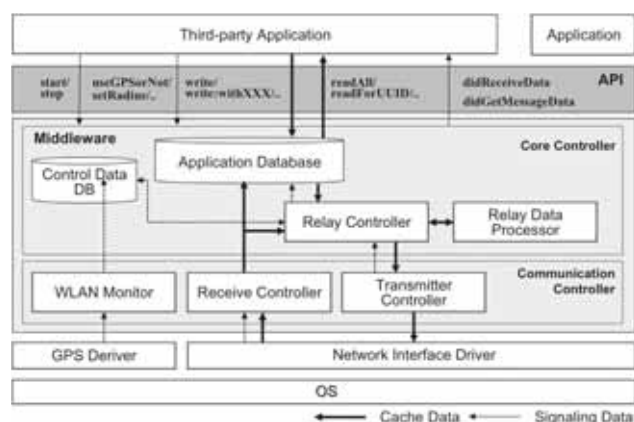 Third-party Application
Application
start/
stop
useGPSorNot/
setRadius/..
write/
write:withXXX/..
readAll/
readForUUID/..
didReceiveData
didGetMessageData
API
Middleware
Core Controller
Control Data
DB
Application Database
Relay Controller
Relay Data
Processor
Communication
Controller
WLAN Monitor
Receive Controller
Transmitter
Controller
GPS Deriver
Network Interface Driver
OS
Cache Data
Signaling Data